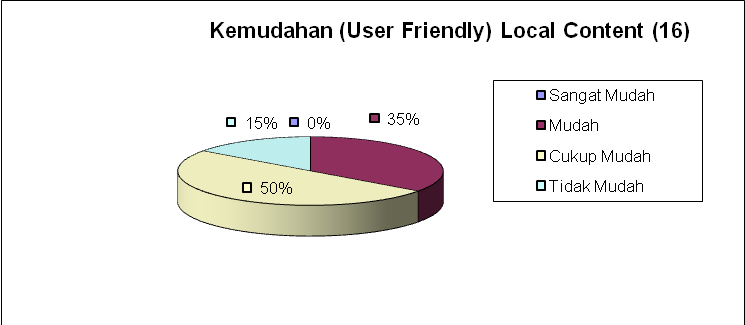 Kemudahan (User Friendly) Local Content (16)
15% 0% 35%
50%
Sangat Mudah
Mudah
Cukup Mudah
Tidak Mudah